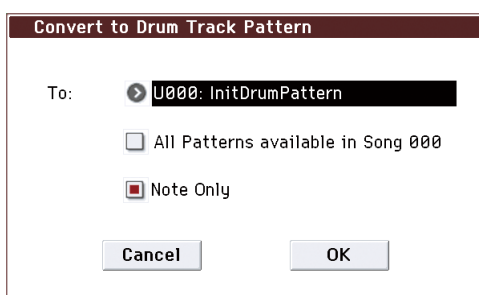 Convert to Drum Track Pattern
To: U000: InitDrumPattern
All Patterns available in Song 000
Note Only
Cancel OK